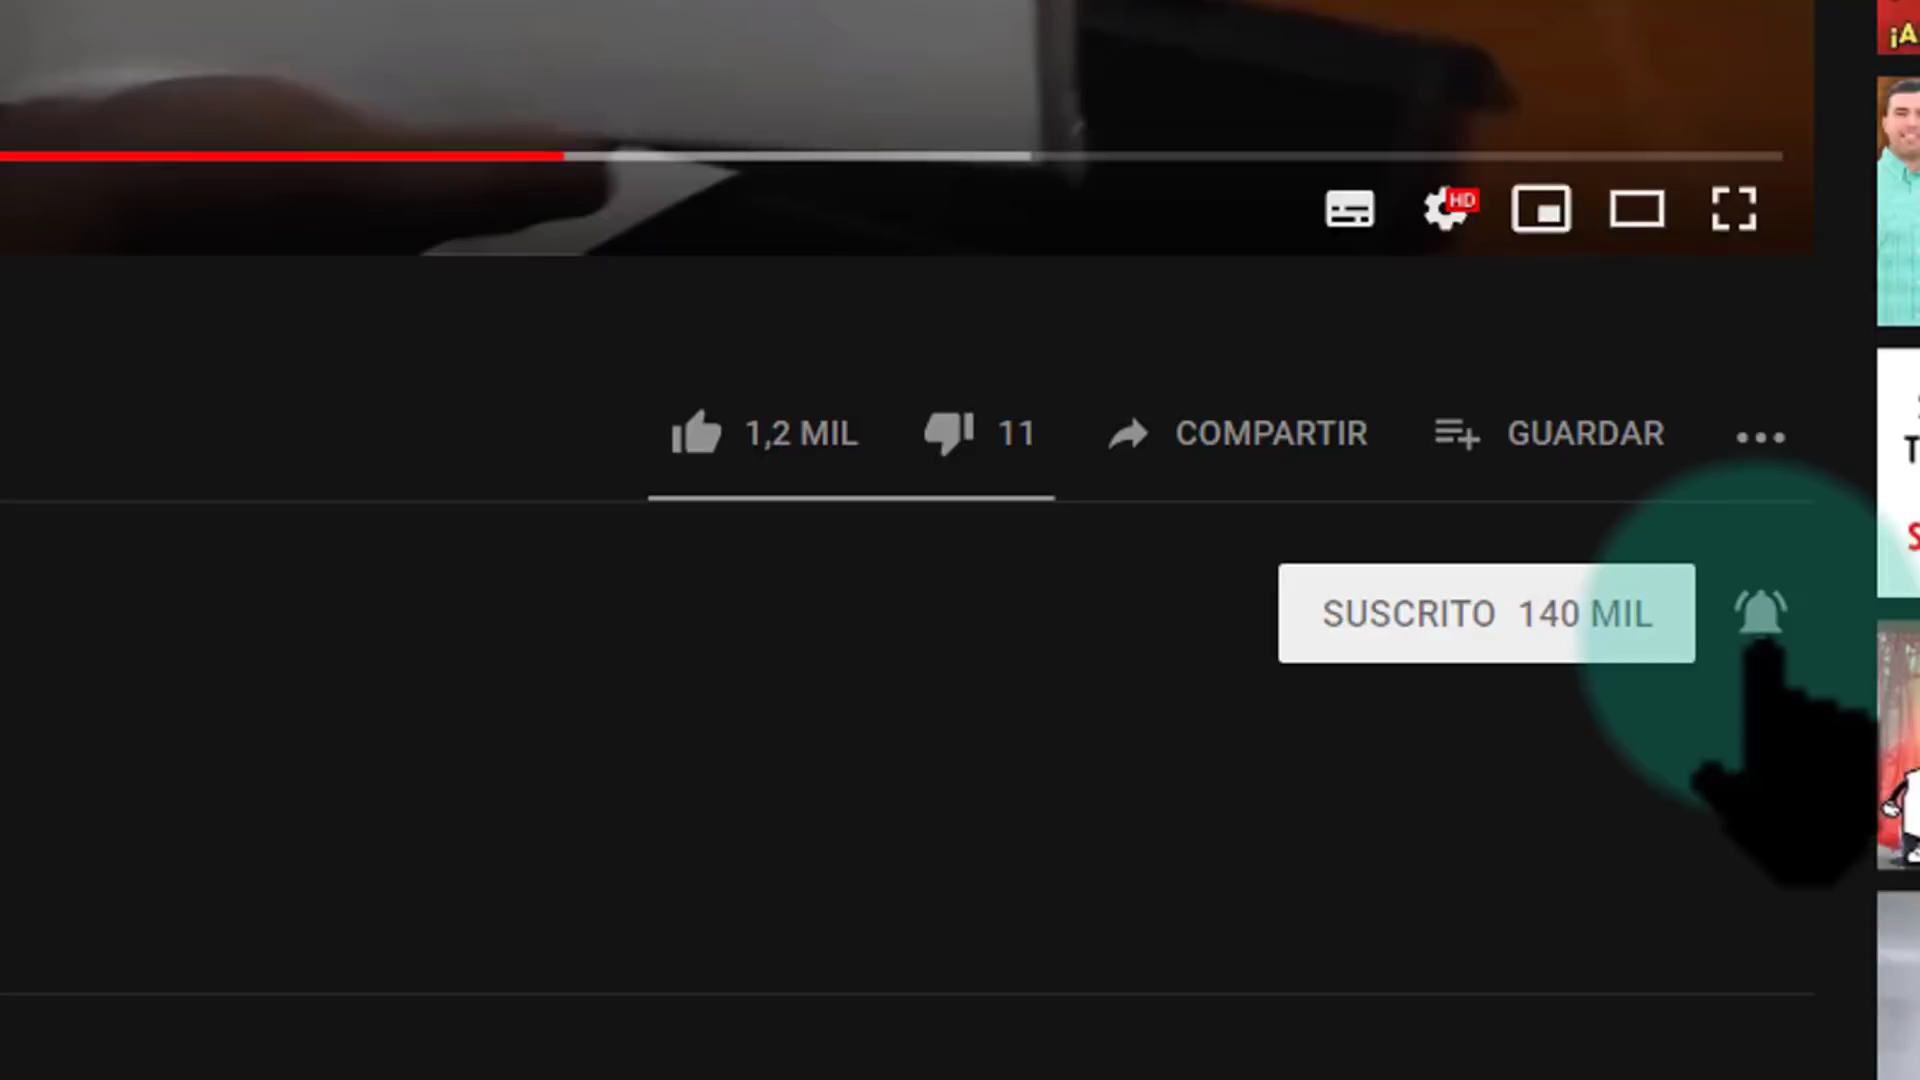 ¡A
HD
1,2 MIL 11 COMPARTIR GUARDAR
T
S
SUSCRITO 140 MIL